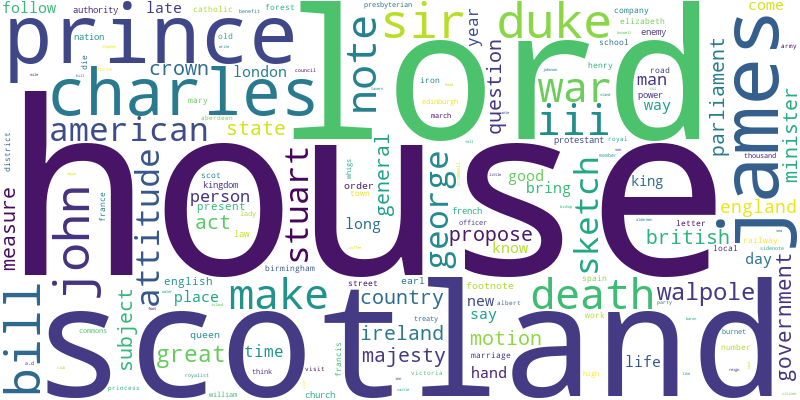 house
lord
scotland
prince
charles
james
sir
duke
note
war
iii
bill
john
american
attitude
stuart
george
sketch
death
make
walpole
great
motion
majesty
ireland
country
propose
british
england
government
minister
parliament
question
man
way
come
day
king
good
bring
know
say
new
hand
life
general
long
act
person
state
crown
london
late
follow
measure
subject
place
time
english
year
authority
nation
catholic
old
forest
benefit
presbyterian
company
elizabeth
enemy
school
henry
road
power
iron
march
edinburgh
protestant
royal
member
thousand
army
mary
aberdeen
die
council
district
france
scot
kingdom
present
law
lady
order
town
whigs
french
officer
letter
local
railway
sidenote
birmingham
street
earl
footnote
albert
treaty
spain
work
party
burnet
number
marriage
high
victoria
francis
visit
church
think
queen
royalist
william
princess
commons
a.d